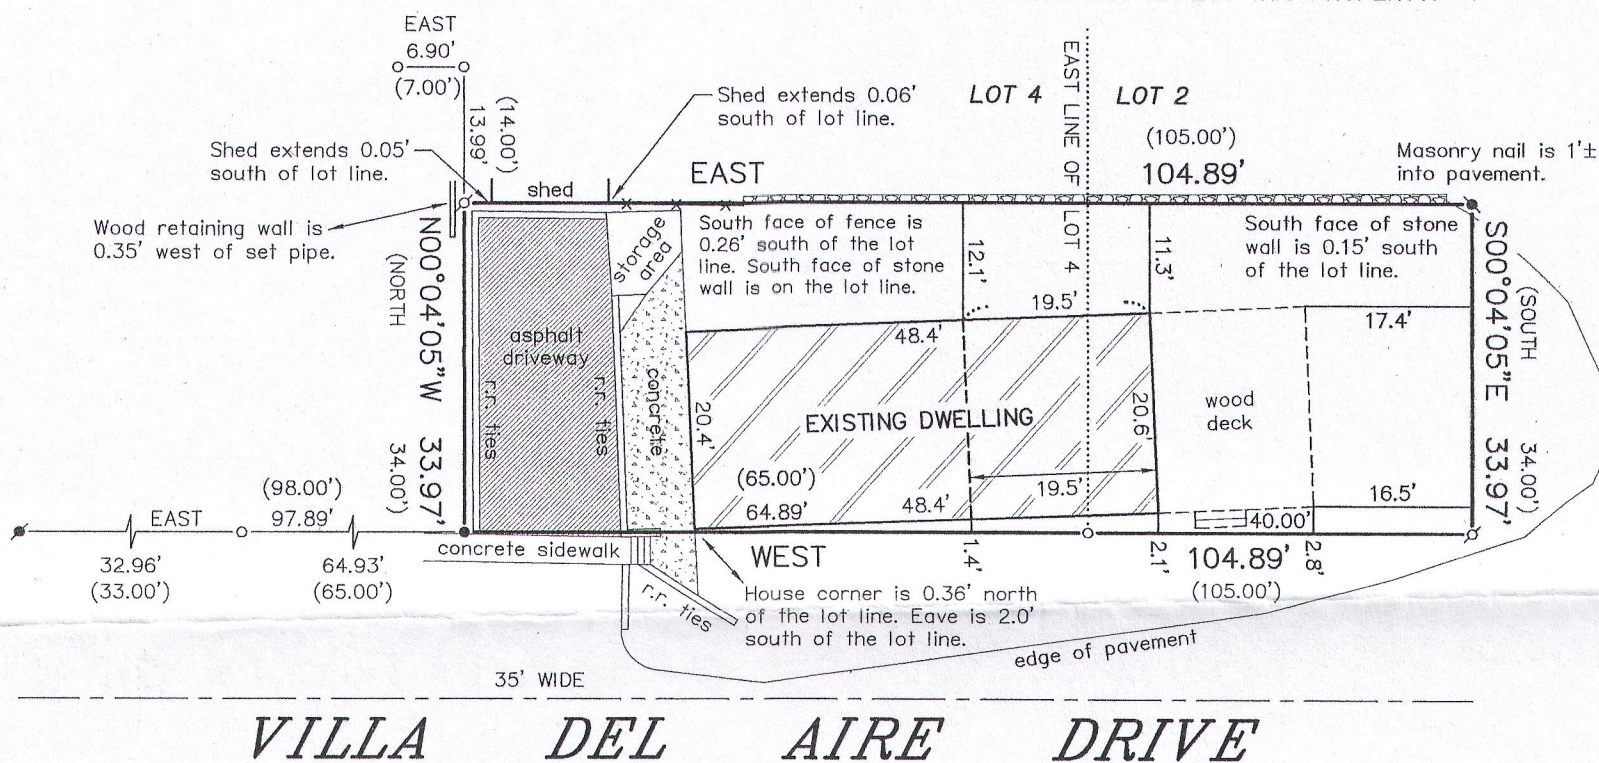 EAST
6.90'
(7.00')
(14.00')
13.99'
Shed extends 0.06'
south of lot line.
LOT 4
EAST LINE OF LOT 4
LOT 2
(105.00')
104.89'
Masonry nail is 1'±
into pavement.
Shed extends 0.05'
south of lot line.
shed
EAST
Wood retaining wall is
0.35' west of set pipe.
N00°04'05"W 33.97'
(NORTH 34.00')
storage
area
South face of fence is
0.26' south of the lot
line. South face of stone
wall is on the lot line.
12.1'
11.3'
South face of stone
wall is 0.15' south
of the lot line.
S00°04'05"E 33.97'
(SOUTH 34.00')
19.5'
17.4'
48.4'
asphalt
driveway
r.r. ties
r.r. ties
concrete
20.4'
EXISTING DWELLING
20.6'
wood
deck
(65.00')
64.89'
48.4'
19.5'
16.5'
40.00'
(98.00')
EAST
97.89'
32.96'
(33.00')
64.93'
(65.00')
concrete sidewalk
WEST
1.4'
2.1'
104.89'
(105.00')
2.8'
r.r. ties
House corner is 0.36' north
of the lot line. Eave is 2.0'
south of the lot line.
edge of pavement
35' WIDE
VILLA DEL AIRE DRIVE